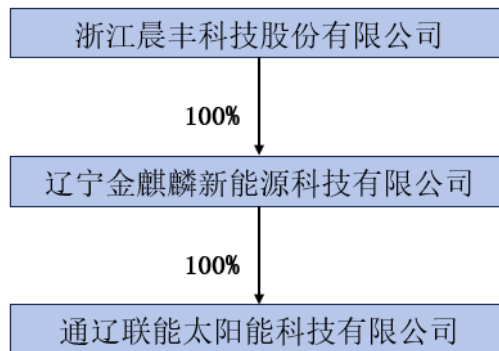 浙江晨丰科技股份有限公司
100%
辽宁金麒麟新能源科技有限公司
100%
通辽联能太阳能科技有限公司